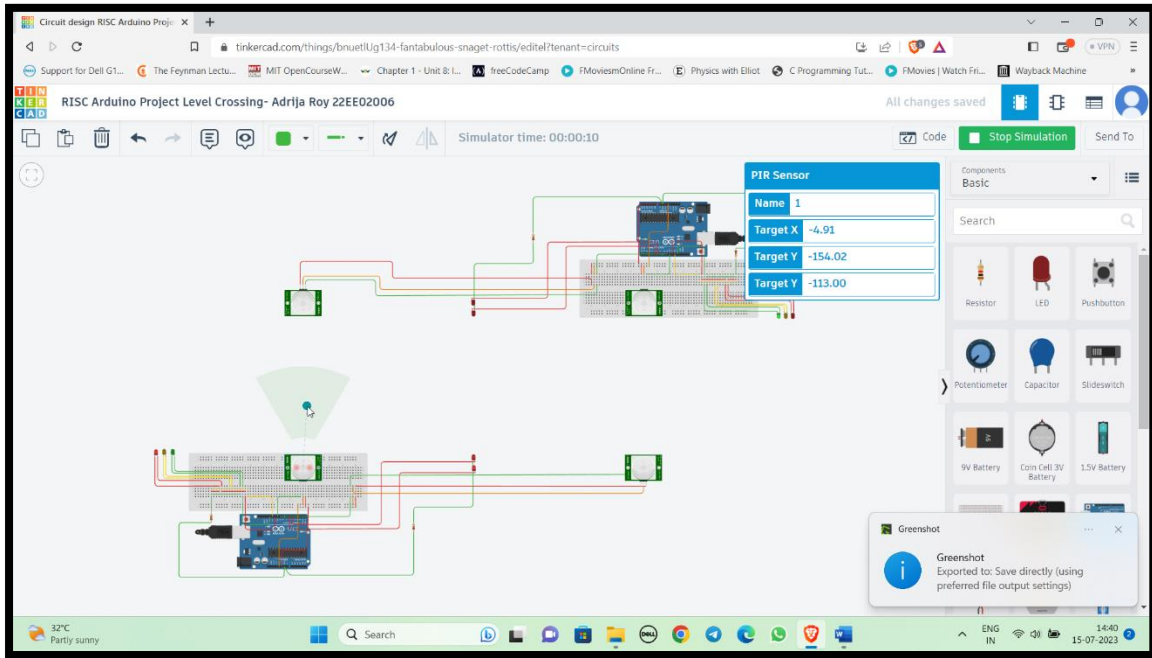 Circuit design RISC Arduino Proje
tinkercad.com/things/bnuetlUg134-fantabulous-snaget-rottis/editel?tenant=circuits
VPN
Support for Dell G1...
The Feynman Lectu...
MIT OpenCourseW...
Chapter 1 - Unit 8: I...
freeCodeCamp
FMoviesmOnline Fr...
Physics with Elliot
C Programming Tut...
FMovies | Watch Fri...
Wayback Machine
TIN
KER
CAD
RISC Arduino Project Level Crossing- Adrija Roy 22EE02006
All changes saved
Simulator time: 00:00:10
Code
Stop Simulation
Send To
PIR Sensor
Name 1
Target X -4.91
Target Y -154.02
Target Y -113.00
Components
Basic
Search
Resistor
LED
Pushbutton
Potentiometer
Capacitor
Slideswitch
9V Battery
Coin Cell 3V Battery
1.5V Battery
Greenshot
Greenshot
Exported to: Save directly (using
preferred file output settings)
32°C
Partly sunny
Search
ENG
IN
14:40
15-07-2023
2